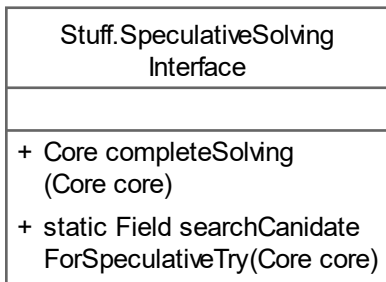 Stuff.SpeculativeSolving
Interface
+ Core completeSolving
(Core core)
+ static Field searchCanidate
ForSpeculativeTry(Core core)